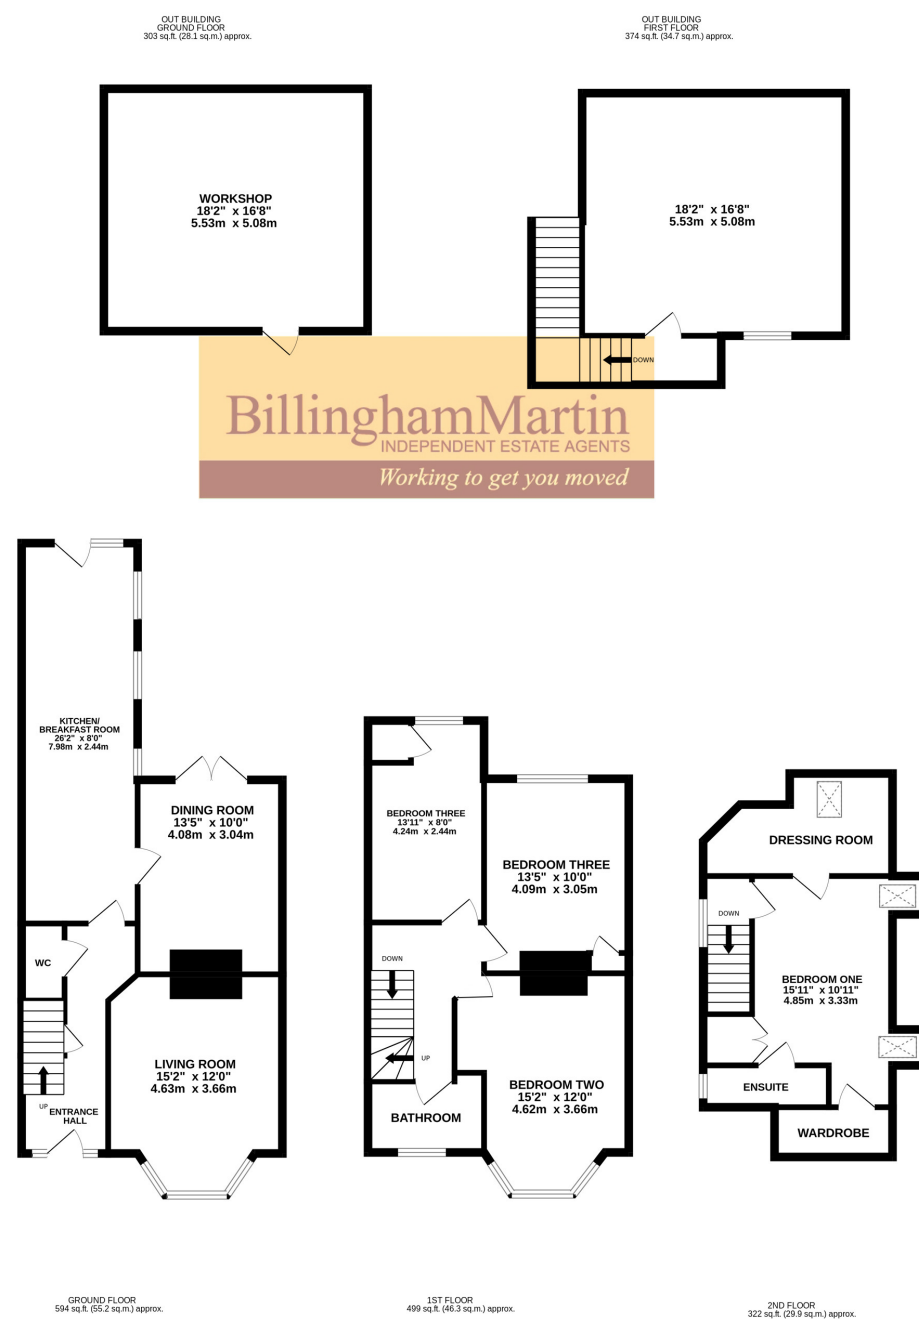 OUT BUILDING
GROUND FLOOR
303 sq.ft. (28.1 sq.m.) approx.
OUT BUILDING
FIRST FLOOR
374 sq.ft. (34.7 sq.m.) approx.
WORKSHOP
18'2" x 16'8"
5.53m x 5.08m
18'2" x 16'8"
5.53m x 5.08m
DOWN
BillinghamMartin
INDEPENDENT ESTATE AGENTS
Working to get you moved
KITCHEN/
BREAKFAST ROOM
26'2" x 8'0"
7.98m x 2.44m
DINING ROOM
13'5" x 10'0"
4.08m x 3.04m
WC
LIVING ROOM
15'2" x 12'0"
4.63m x 3.66m
UP
ENTRANCE
HALL
BEDROOM THREE
13'11" x 8'0"
4.24m x 2.44m
BEDROOM THREE
13'5" x 10'0"
4.09m x 3.05m
DOWN
UP
BEDROOM TWO
15'2" x 12'0"
4.62m x 3.66m
BATHROOM
DRESSING ROOM
DOWN
BEDROOM ONE
15'11" x 10'11"
4.85m x 3.33m
ENSUITE
WARDROBE
GROUND FLOOR
594 sq.ft. (55.2 sq.m.) approx.
1ST FLOOR
499 sq.ft. (46.3 sq.m.) approx.
2ND FLOOR
322 sq.ft. (29.9 sq.m.) approx.